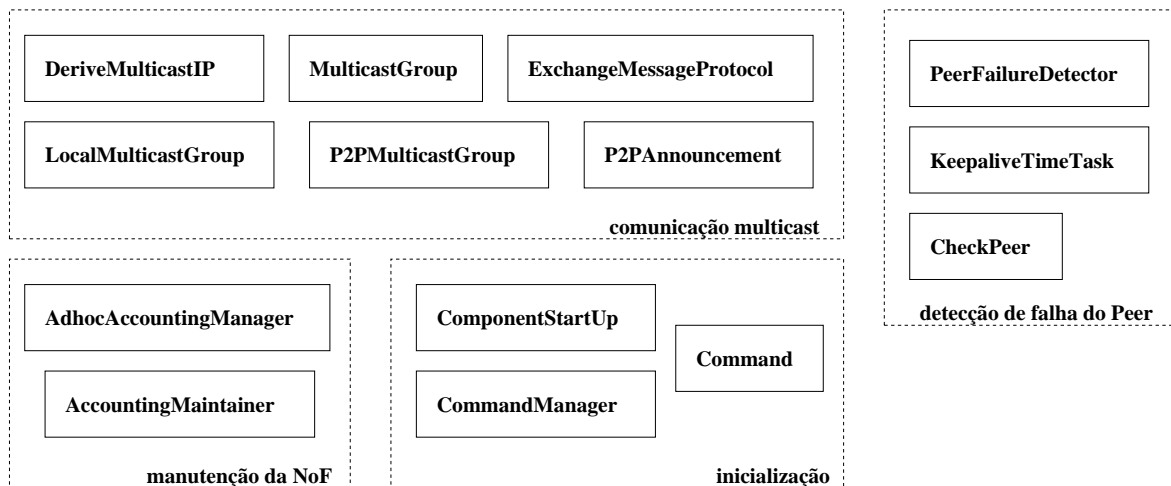 DeriveMulticastIP
MulticastGroup
ExchangeMessageProtocol
LocalMulticastGroup
P2PMulticastGroup
P2PAnnouncement
comunicação multicast
PeerFailureDetector
KeepaliveTimeTask
CheckPeer
detecção de falha do Peer
AdhocAccountingManager
AccountingMaintainer
manutenção da NoF
ComponentStartUp
Command
CommandManager
inicialização